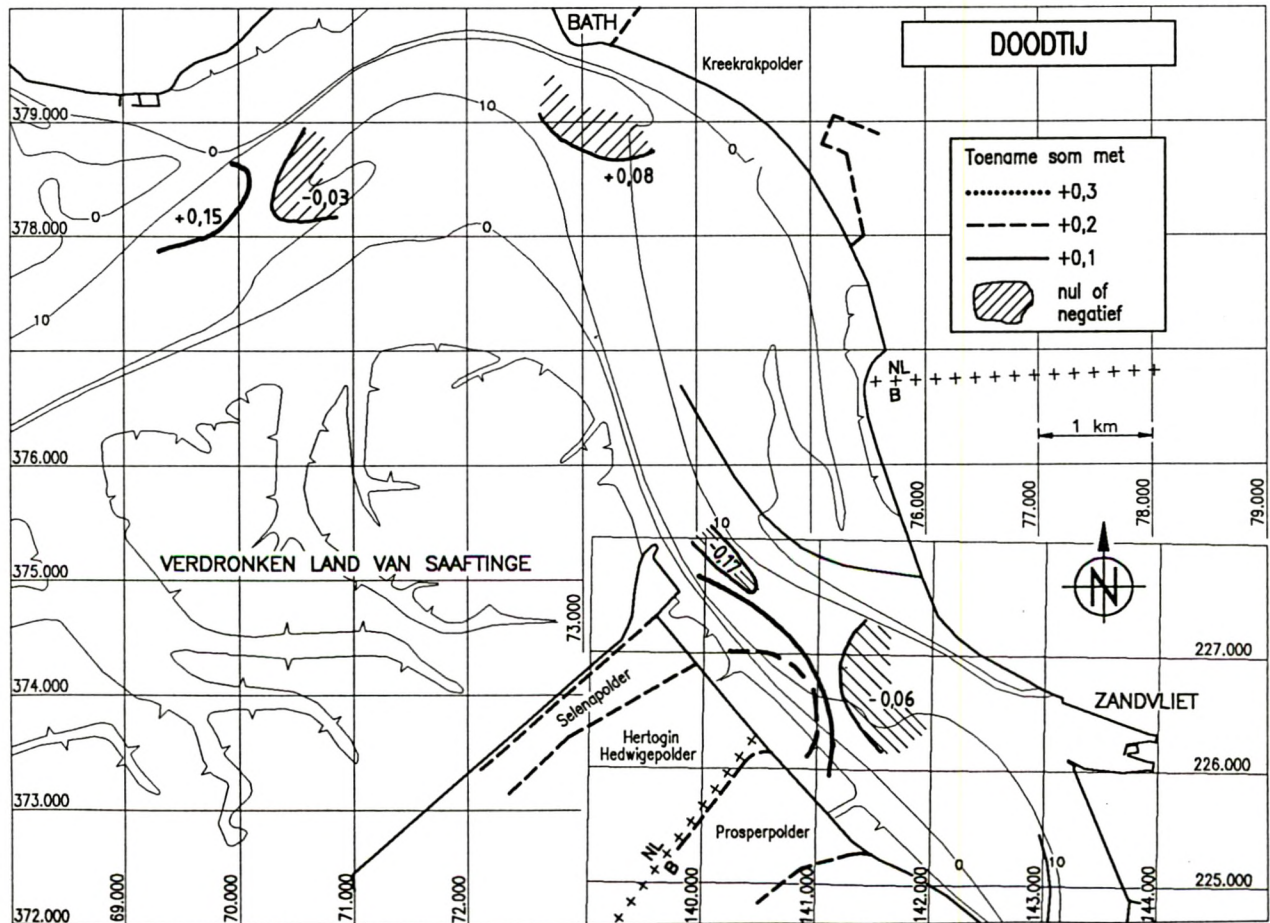 BATH
DOODTIJ
Kreekrakpolder
379.000
10
0
0
+0,08
Toename som met
+0,3
+0,2
+0,1
nul of
negatief
-0,03
+0,15
0
378.000
0
10
NL
B
1 km
376.000
76.000
77.000
78.000
79.000
10
-0,17
VERDRONKEN LAND VAN SAAFTINGE
375.000
73.000
N
227.000
374.000
Selenapolder
-0,06
ZANDVLIET
Hertogin
Hedwigepolder
226.000
373.000
Prosperpolder
NL
B
0
10
225.000
372.000
69.000
70.000
71.000
72.000
140.000
141.000
142.000
143.000
144.000